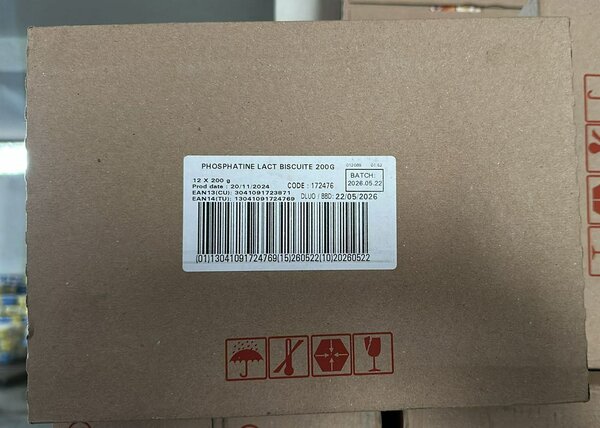 PHOSPHATINE LACT BISCUITE 200G
12 X 200 g
Prod date : 20/11/2024 CODE : 172476
BATCH:
2026.05.22
EAN13(CU): 3041091723871
EAN14(TU): 13041091724769 DLUO / BBD: 22/05/2026
(01)13041091724769(15)260522(10)20260522